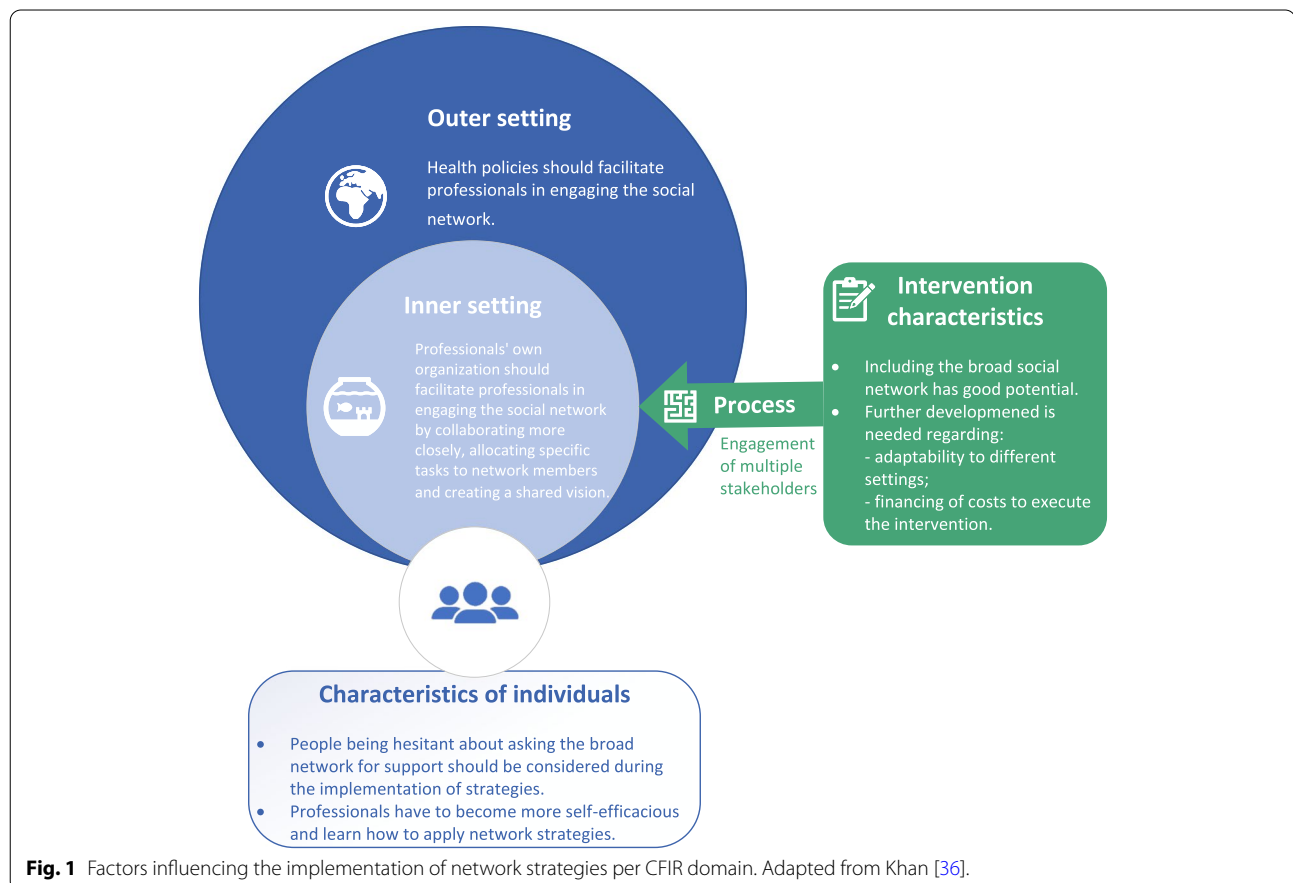 Outer setting
Health policies should facilitate
professionals in engaging the social
network.
Inner setting
Professionals' own
organization should
facilitate professionals in
engaging the social network
by collaborating more
closely, allocating specific
tasks to network members
and creating a shared vision.
Process
Engagement
of multiple
stakeholders
Intervention
characteristics
• Including the broad social
network has good potential.
• Further developmened is
needed regarding:
- adaptability to different
settings;
- financing of costs to execute
the intervention.
Characteristics of individuals
• People being hesitant about asking the broad
network for support should be considered during
the implementation of strategies.
• Professionals have to become more self-efficacious
and learn how to apply network strategies.
Fig. 1 Factors influencing the implementation of network strategies per CFIR domain. Adapted from Khan [36].